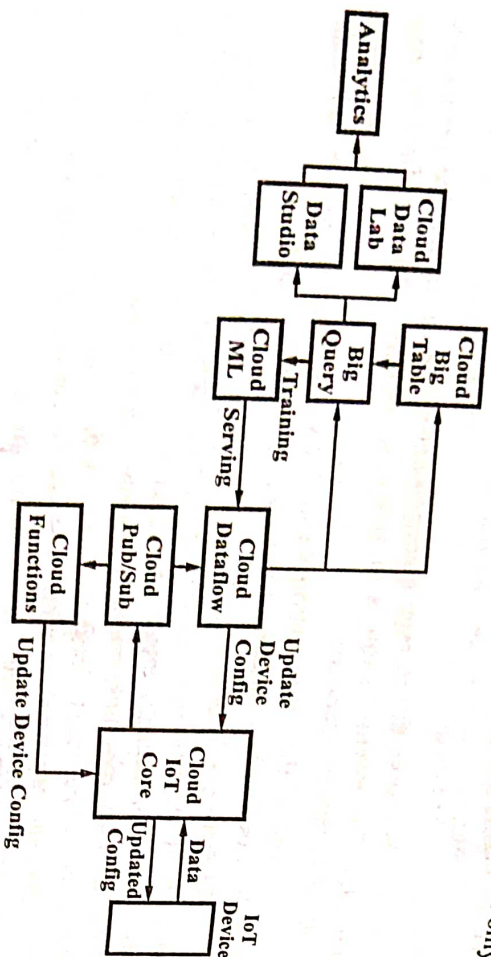 Analytics
Data
Studio
Cloud
Data
Lab
Cloud
ML
Training
Serving
Big
Query
Cloud
Big
Table
Cloud
Functions
Cloud
Pub/Sub
Cloud
Dataflow
Update
Device
Config
Update Device Config
Cloud
IoT
Core
Data
Updated
Config
IoT
Device